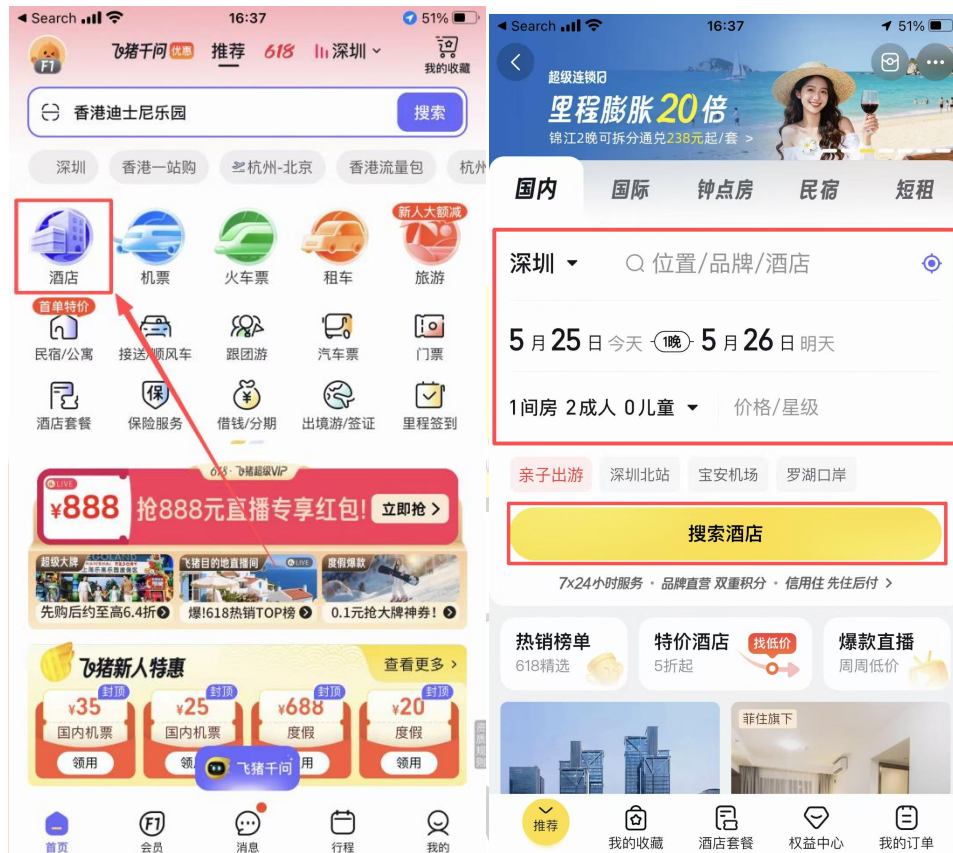 Search
16:37
51%
飞猪千问
优惠
推荐
618
深圳
我的收藏
F1
香港迪士尼乐园
搜索
深圳
香港一站购
杭州-北京
香港流量包
杭州
新人大额减
酒店
机票
火车票
租车
旅游
首单特价
民宿/公寓
接送/顺风车
跟团游
汽车票
门票
保
酒店套餐
保险服务
借钱/分期
出境游/签证
里程签到
618·飞猪超级VIP
LIVE
¥888
抢888元直播专享红包!
立即抢
超级大牌
飞猪目的地直播间
LIVE
度假爆款
先购后约至高6.4折
爆!618热销TOP榜
0.1元抢大牌神券!
飞猪新人特惠
查看更多
封顶
封顶
封顶
封顶
¥35
¥25
¥688
¥20
国内机票
国内机票
度假
度假
领用
领用
飞猪千问
首页
F1
会员
消息
行程
我的
Search
16:37
51%
超级连锁日
里程膨胀20倍
锦江2晚可拆分通兑238元起/套 >
国内
国际
钟点房
民宿
短租
深圳
位置/品牌/酒店
5月25日 今天
1晚
5月26日 明天
1间房 2成人 0儿童
价格/星级
亲子出游
深圳北站
宝安机场
罗湖口岸
搜索酒店
7x24小时服务 · 品牌直营 双重积分 · 信用住 先住后付 >
热销榜单
618精选
特价酒店
找低价
5折起
爆款直播
周周低价
菲住旗下
推荐
我的收藏
酒店套餐
权益中心
我的订单